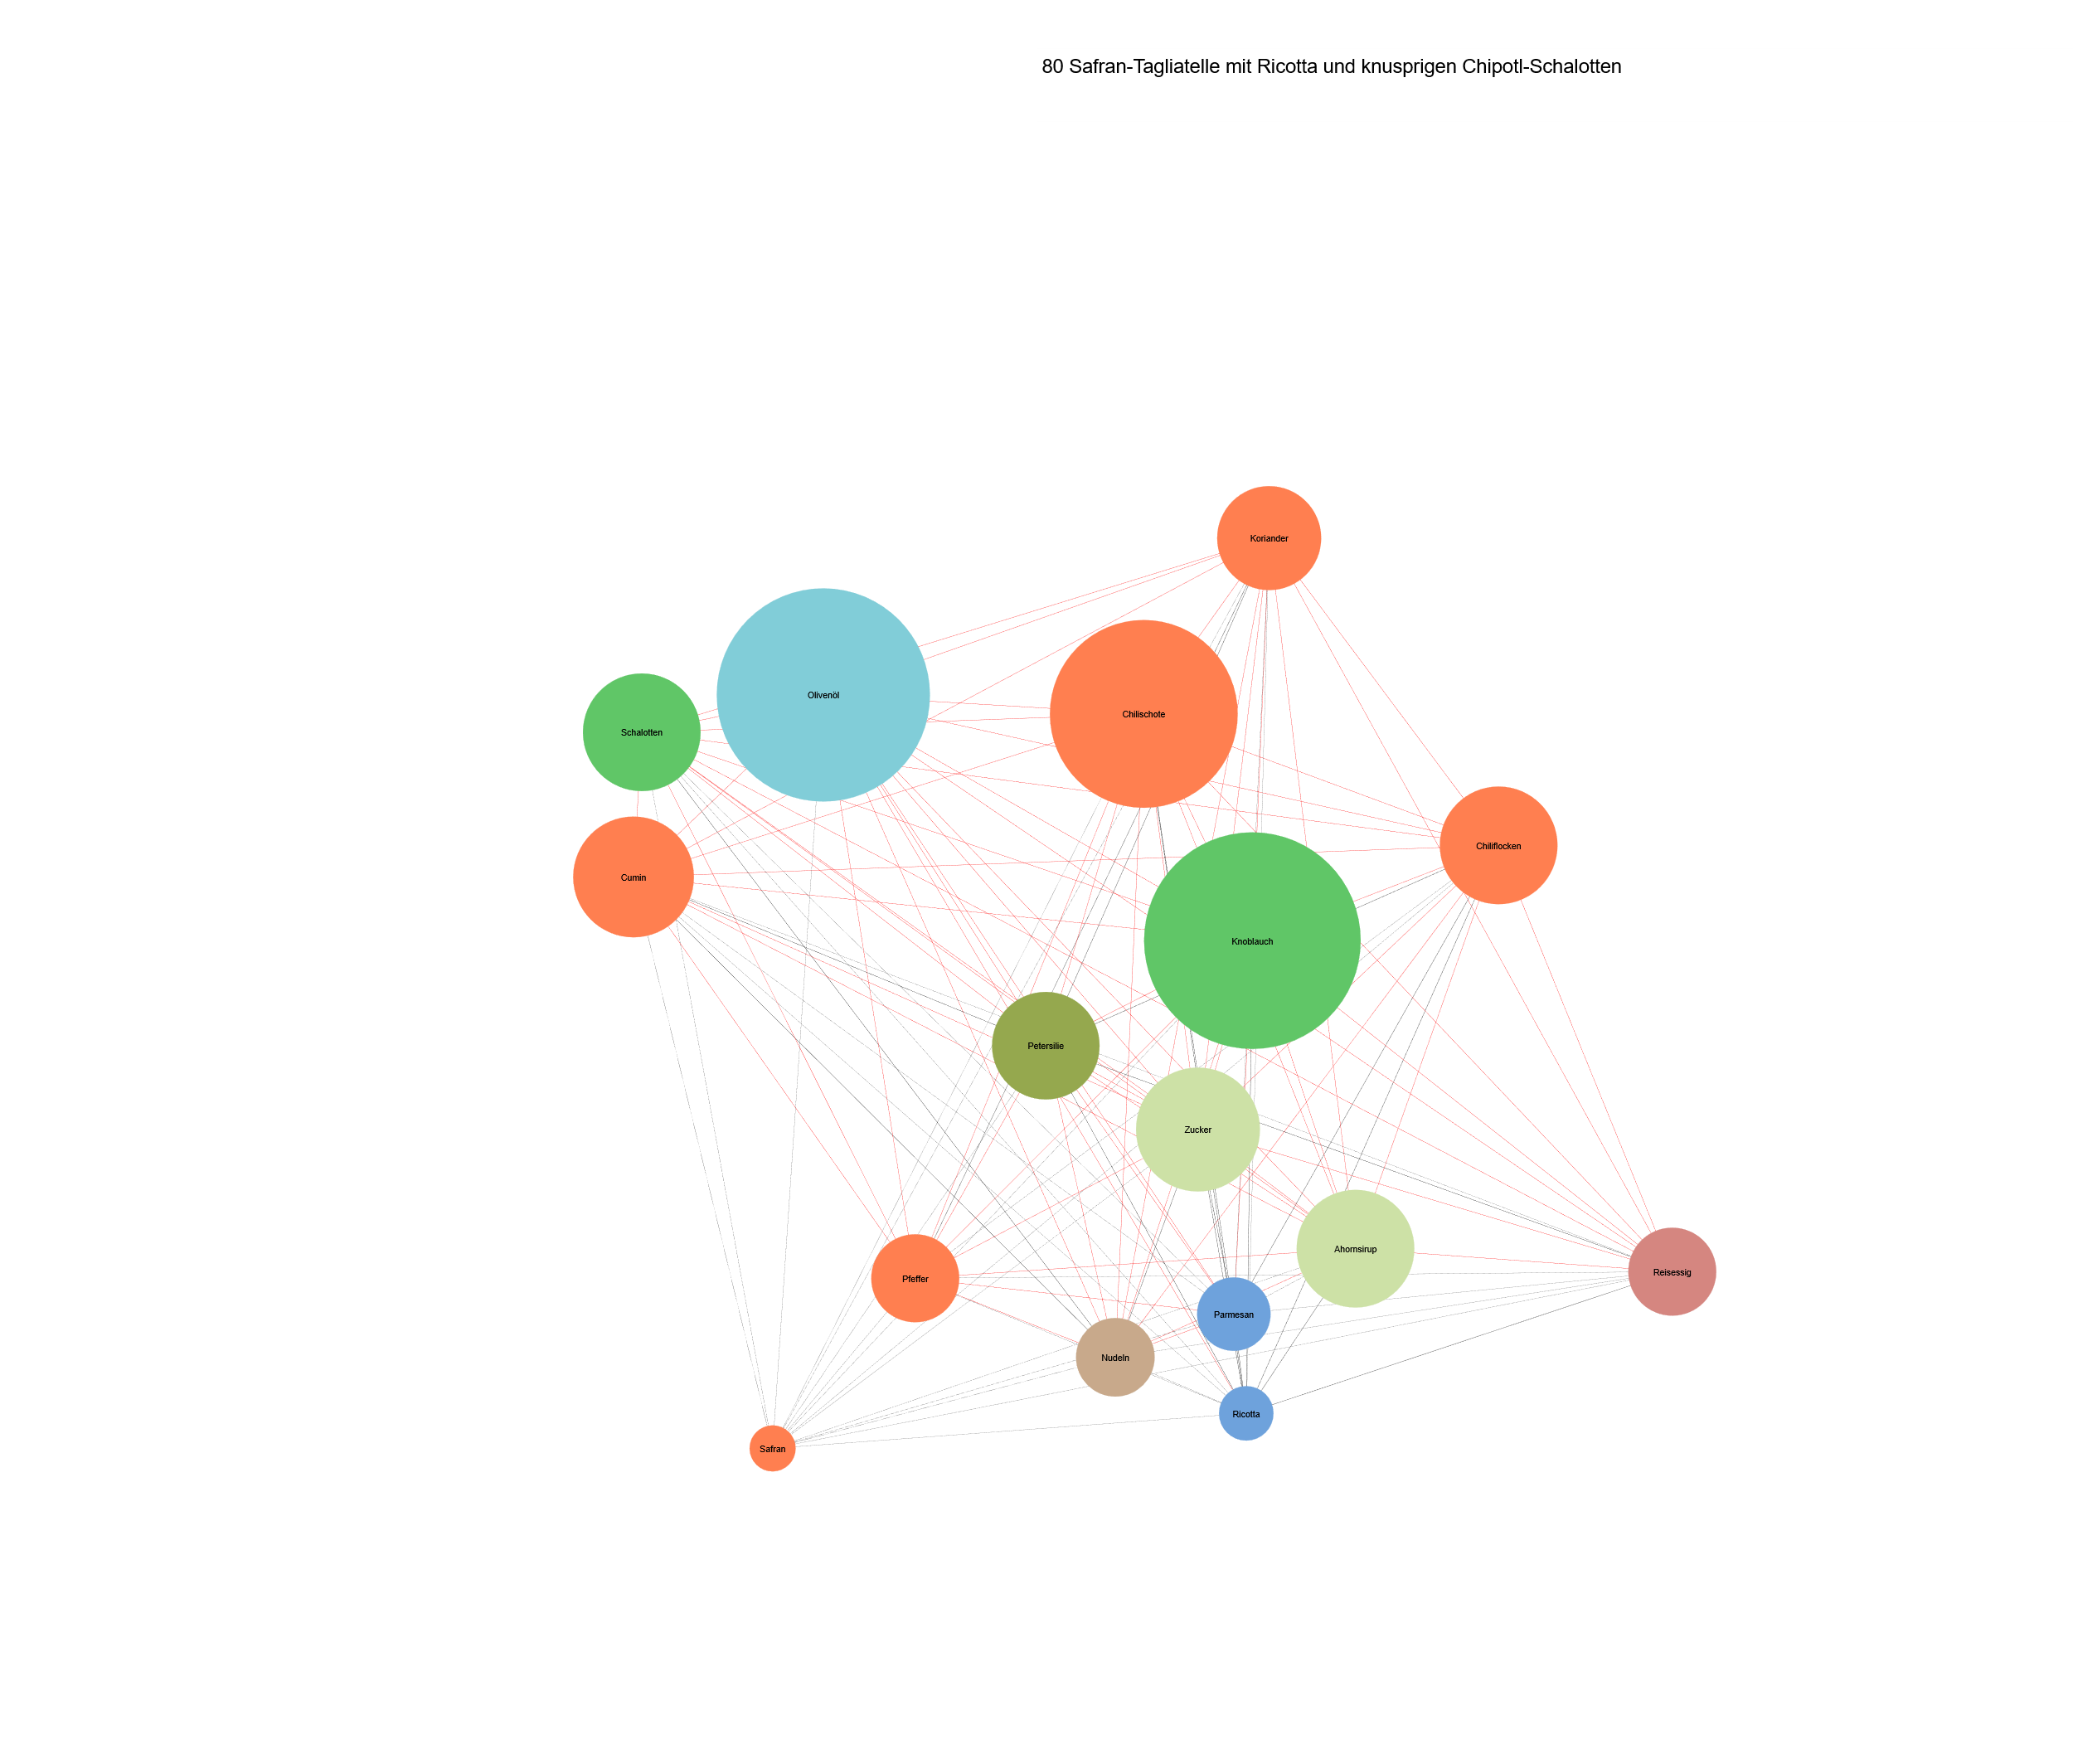 80 Safran-Tagliatelle mit Ricotta und knusprigen Chipotl-Schalotten
Koriander
Olivenöl
Chilischote
Schalotten
Chiliflocken
Cumin
Knoblauch
Petersilie
Zucker
Ahornsirup
Reisessig
Pfeffer
Parmesan
Nudeln
Ricotta
Safran